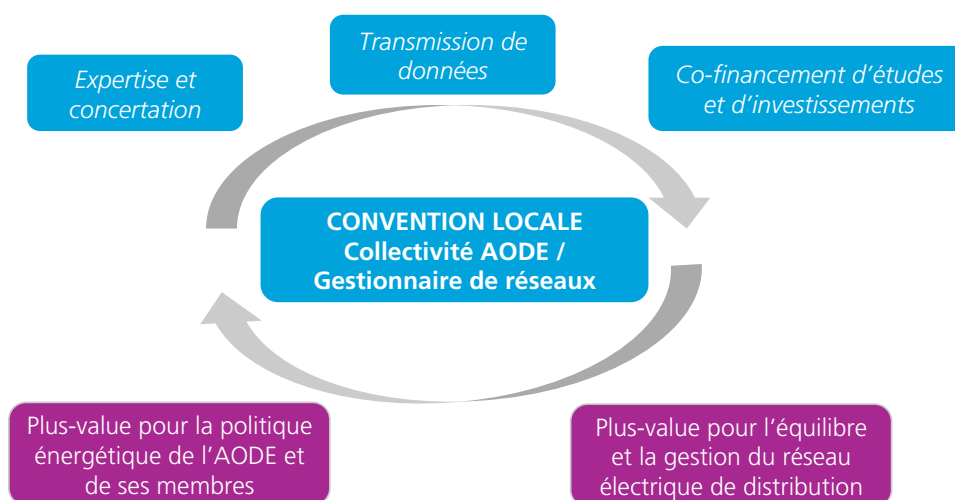 Transmission de
données
Expertise et
concertation
Co-financement d’études
et d’investissements
CONVENTION LOCALE
Collectivité AODE /
Gestionnaire de réseaux
Plus-value pour la politique
énergétique de l’AODE et
de ses membres
Plus-value pour l’équilibre
et la gestion du réseau
électrique de distribution